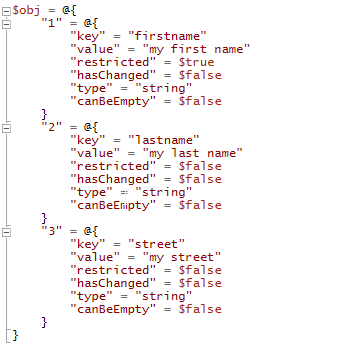 $obj = @{
    "1" = @{
        "key" = "firstname"
        "value" = "my first name"
        "restricted" = $true
        "hasChanged" = $false
        "type" = "string"
        "canBeEmpty" = $false
    }
    "2" = @{
        "key" = "lastname"
        "value" = "my last name"
        "restricted" = $false
        "hasChanged" = $false
        "type" = "string"
        "canBeEmpty" = $false
    }
    "3" = @{
        "key" = "street"
        "value" = "my street"
        "restricted" = $false
        "hasChanged" = $false
        "type" = "string"
        "canBeEmpty" = $false
    }
}